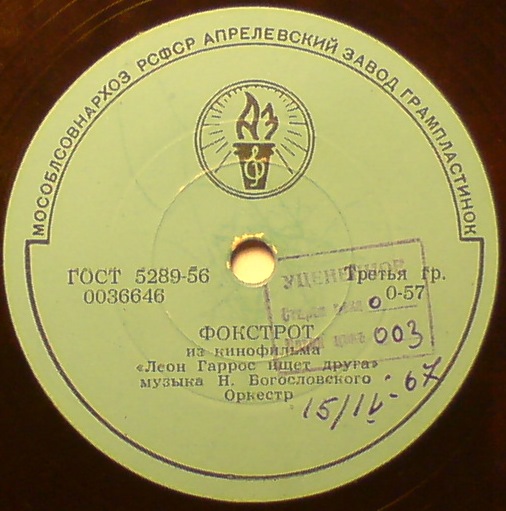 МОСОБЛСОВНАРХОЗ РСФСР АПРЕЛЕВСКИЙ ЗАВОД ГРАМПЛАСТИНОК
АЗ
ГОСТ 5289-56
Третья гр.
0036646
0-57
УЦЕНЕННОЕ
003
ФОКСТРОТ
из кинофильма
«Леон Гаррос ищет друга»
музыка Н. Богословского
Оркестр
15/IV-67